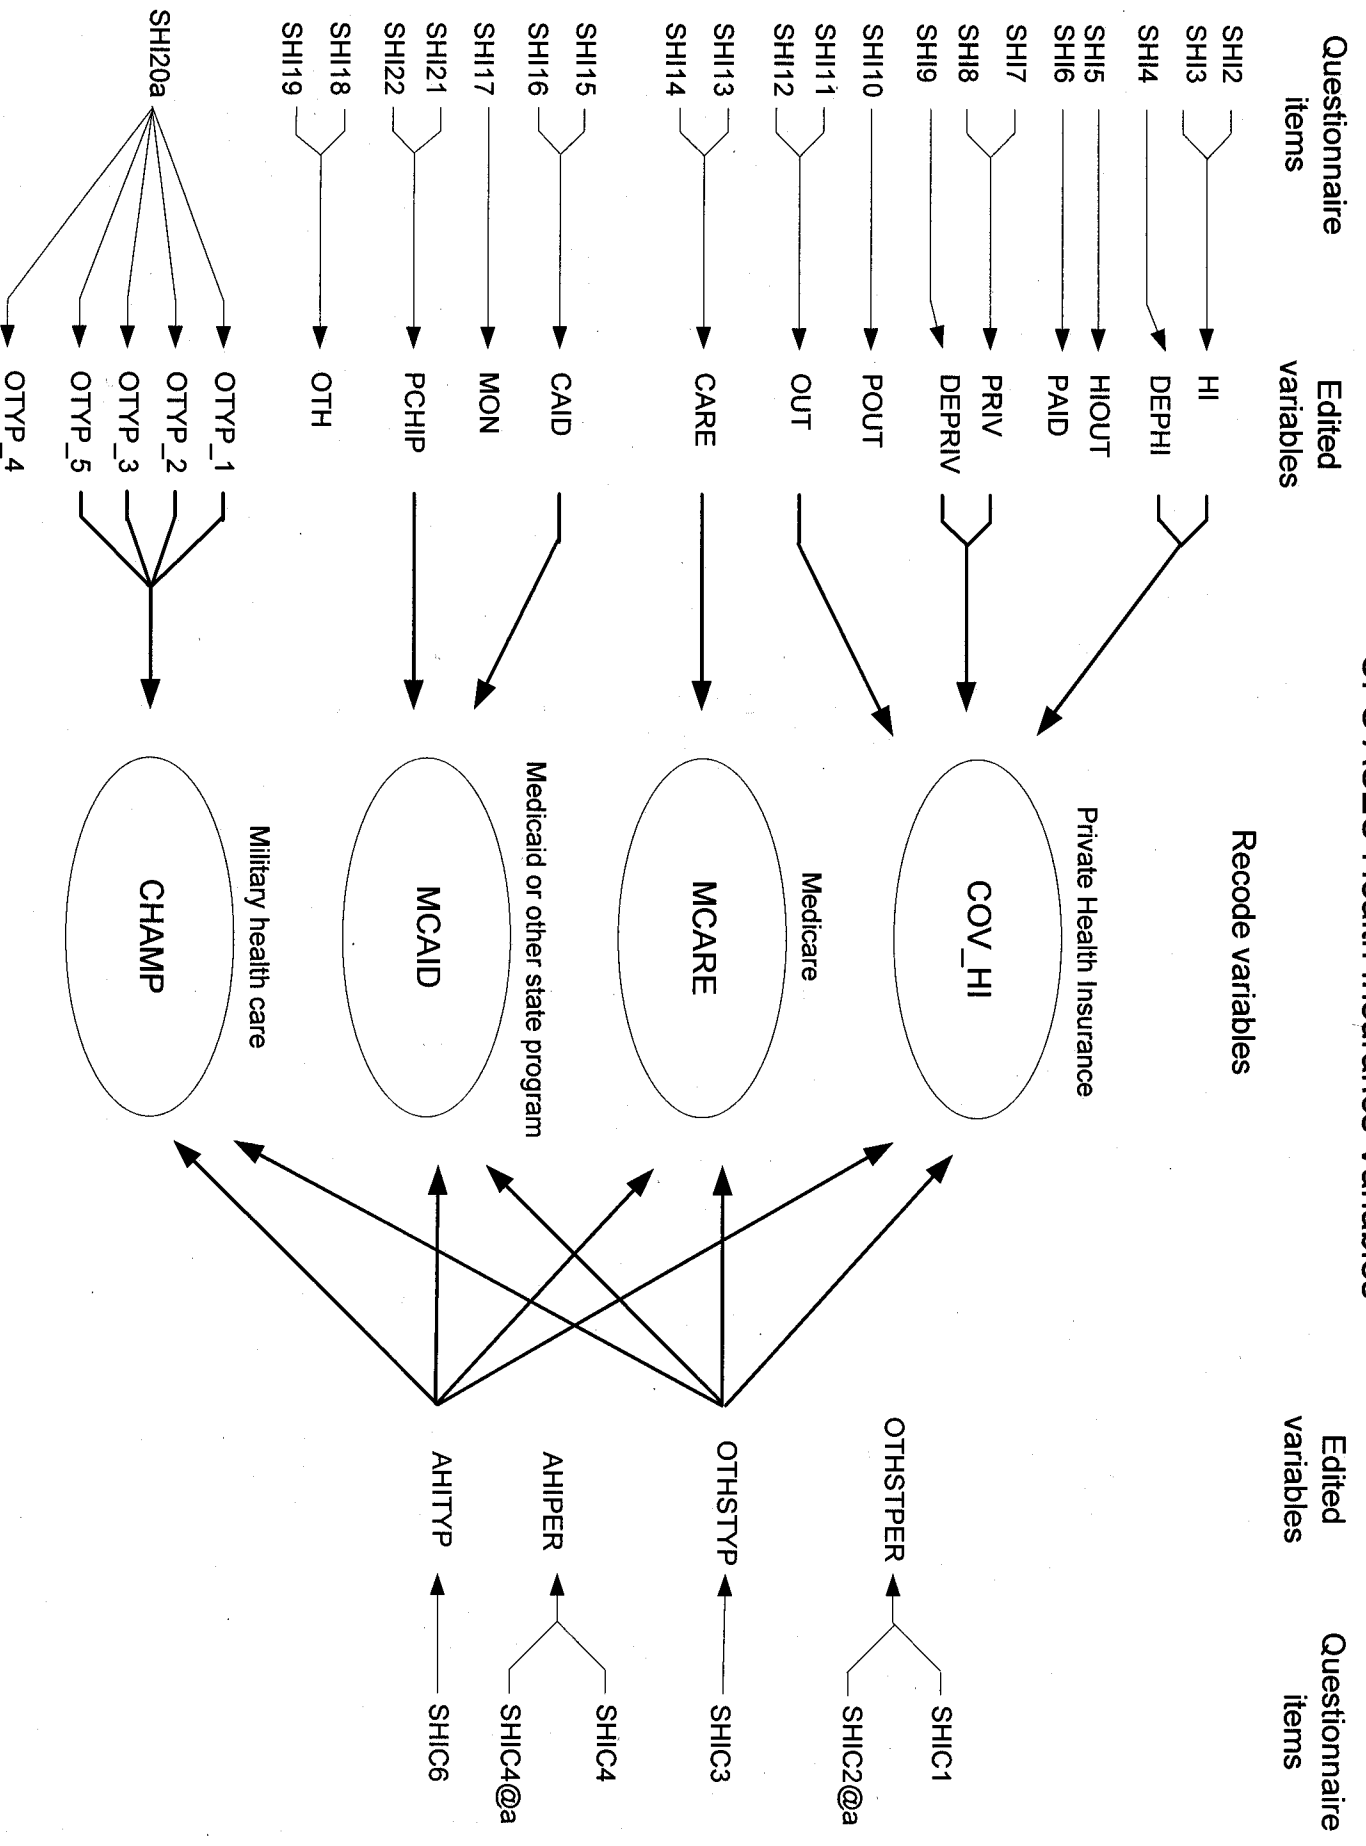 Questionnaire
items
Edited
variables
Recode variables
Edited
variables
Questionnaire
items
SHI2
SHI3
SHI4
SHI5
SHI6
SHI7
SHI8
SHI9
SHI10
SHI11
SHI12
SHI13
SHI14
SHI15
SHI16
SHI17
SHI21
SHI22
SHI18
SHI19
SHI20a
HI
DEPHI
HIOUT
PAID
PRIV
DEPRIV
POUT
OUT
CARE
CAID
MON
PCHIP
OTH
OTYP_1
OTYP_2
OTYP_3
OTYP_5
OTYP_4
Private Health Insurance
COV_HI
Medicare
MCARE
Medicaid or other state program
MCAID
Military health care
CHAMP
OTHSTPER
OTHSTYP
AHIPER
AHITYP
SHIC1
SHIC2@a
SHIC3
SHIC4
SHIC4@a
SHIC6